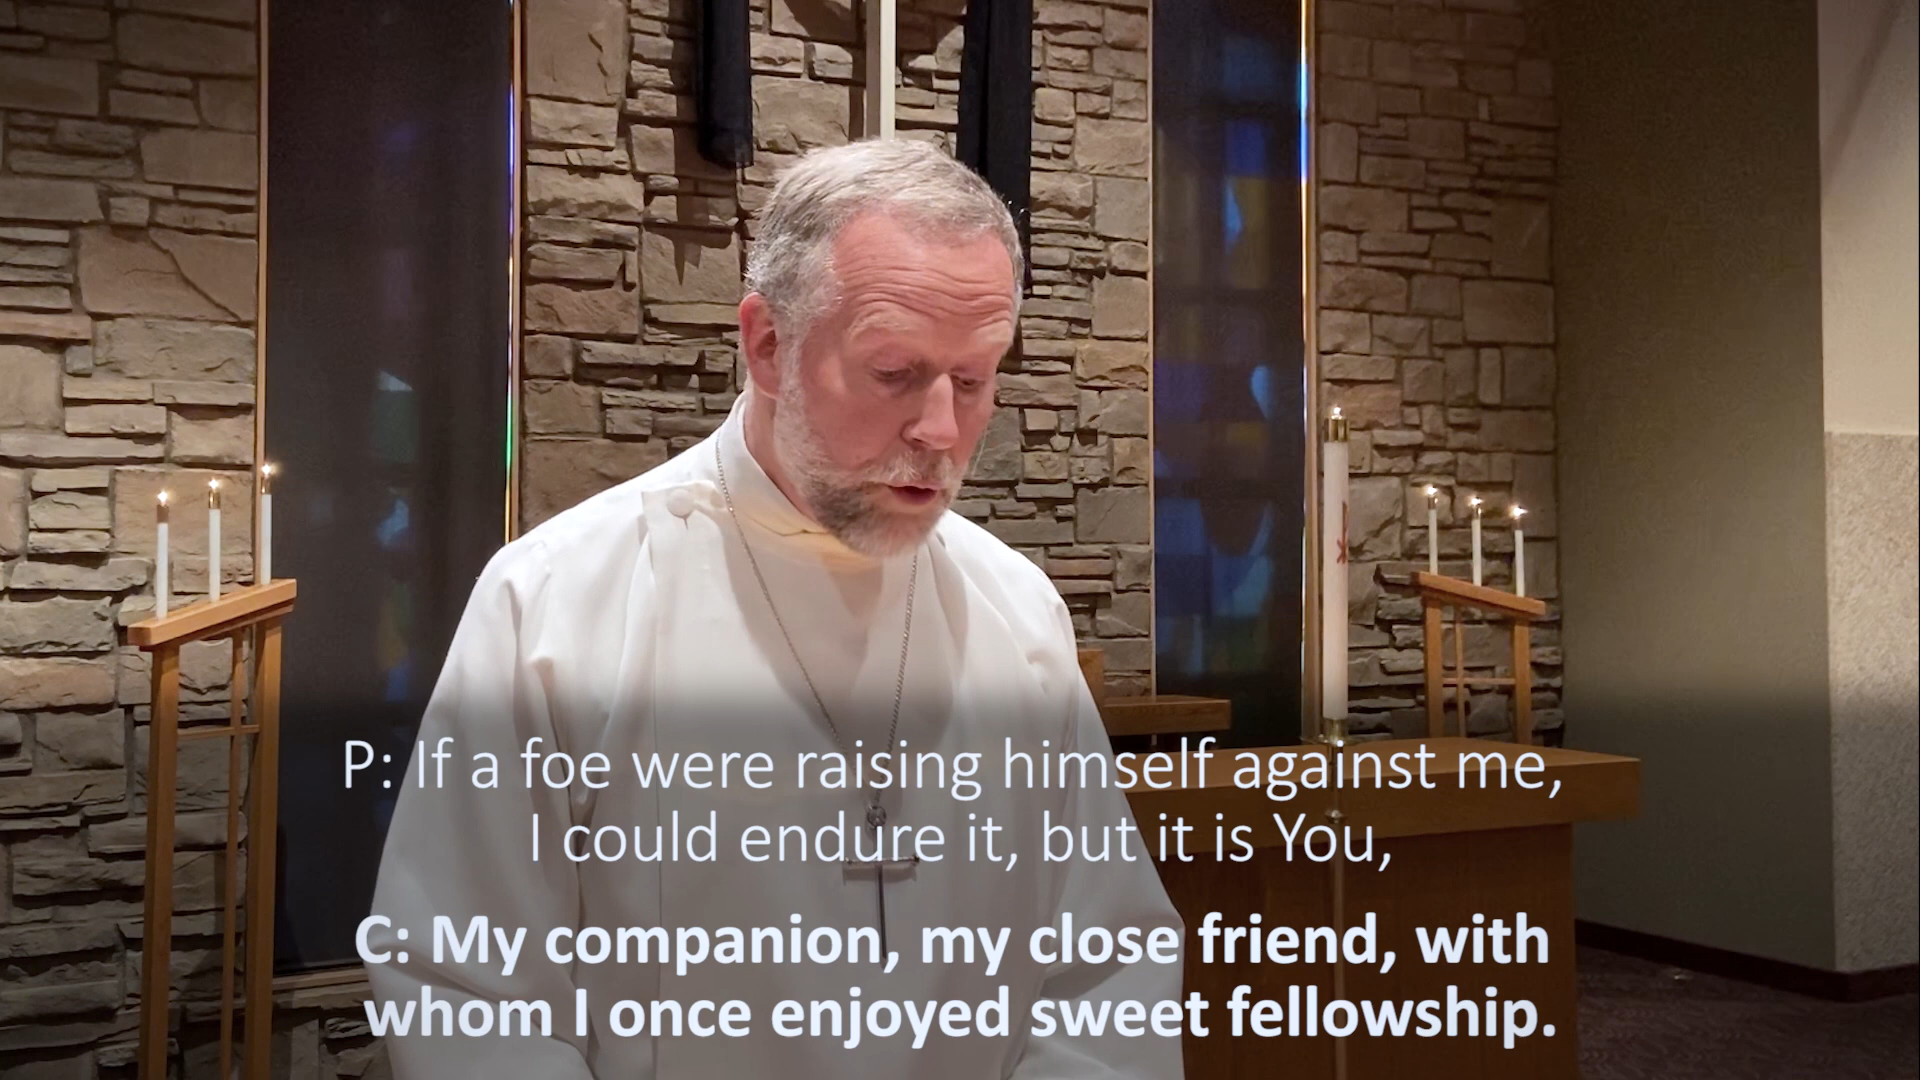 P: If a foe were raising himself against me,
I could endure it, but it is You,
C: My companion, my close friend, with
whom I once enjoyed sweet fellowship.